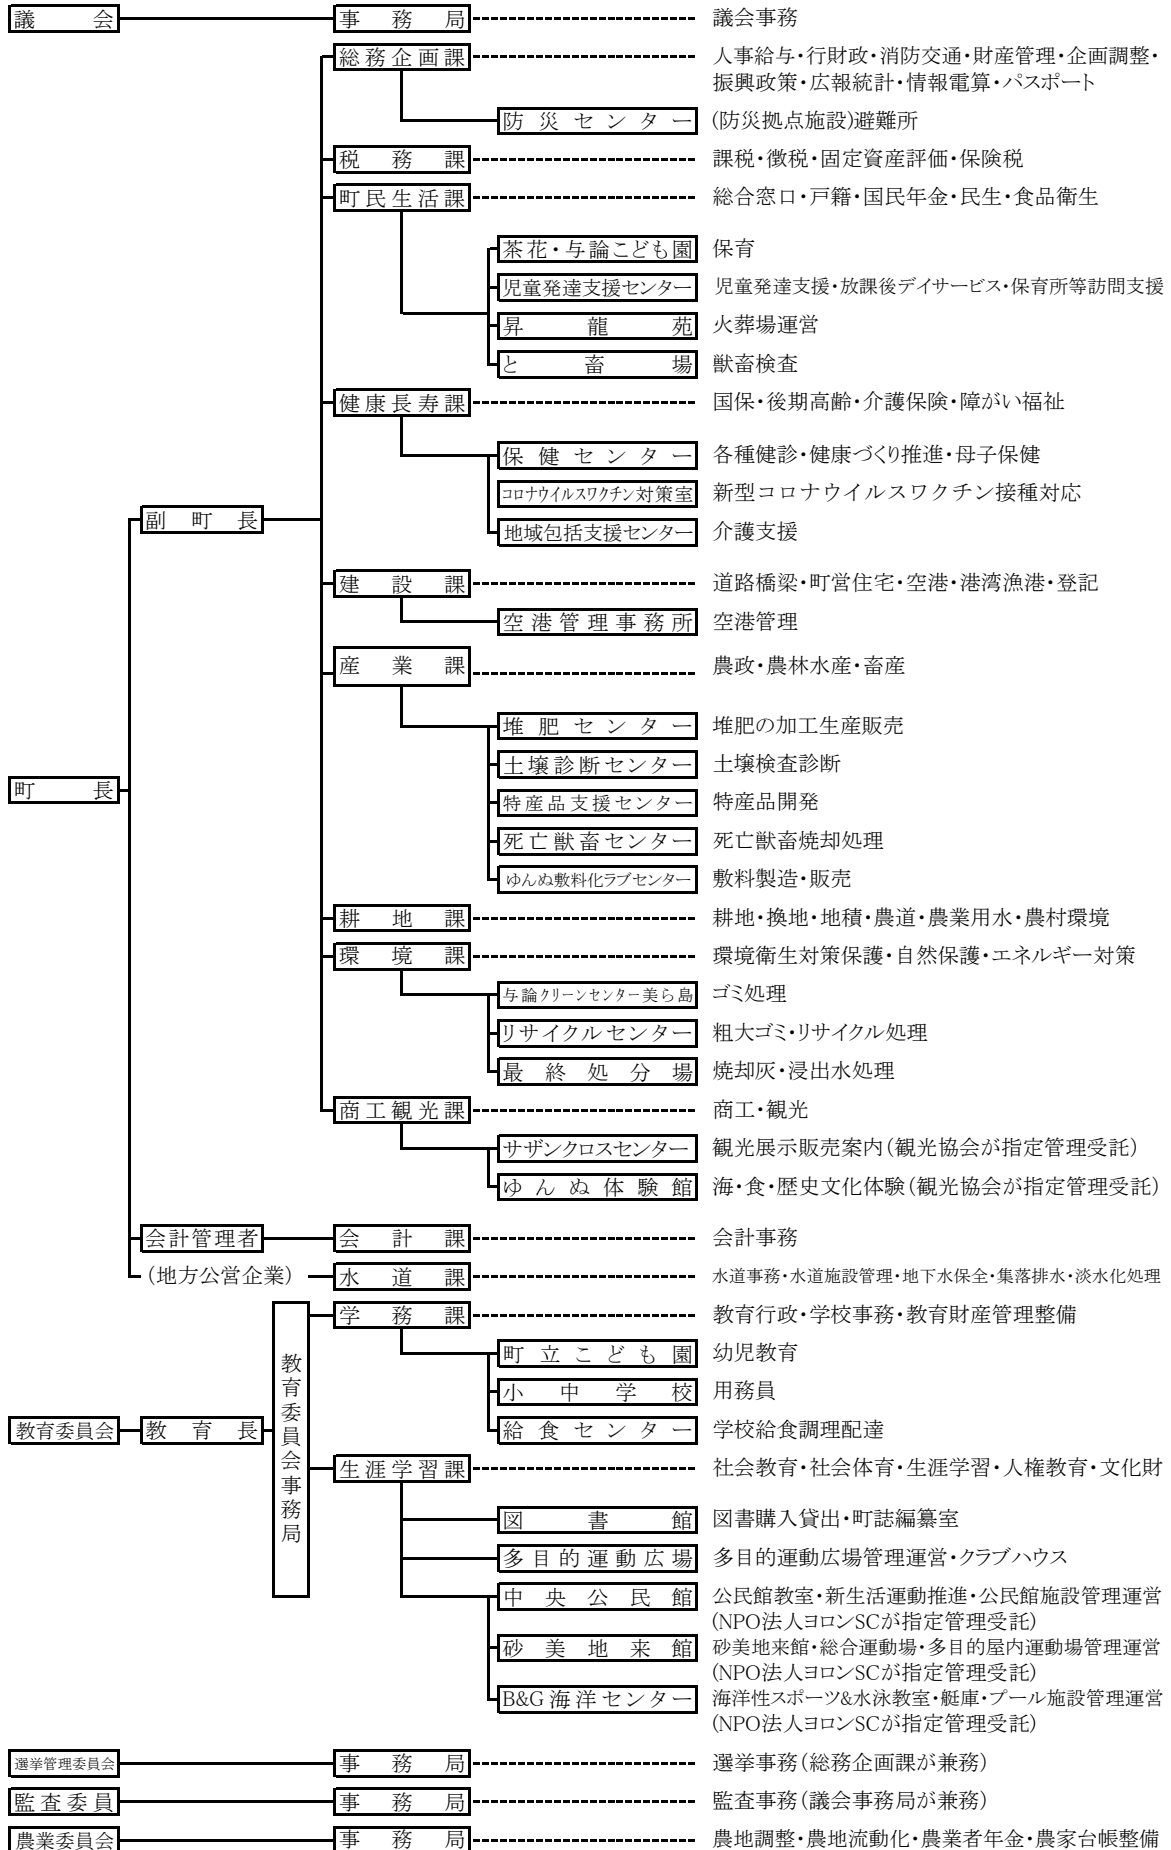 議会 事務局 議会事務
総務企画課 人事給与・行財政・消防交通・財産管理・企画調整・
振興政策・広報統計・情報電算・パスポート
防災センター (防災拠点施設)避難所
税務課 課税・徴税・固定資産評価・保険税
町民生活課 総合窓口・戸籍・国民年金・民生・食品衛生
茶花・与論こども園 保育
児童発達支援センター 児童発達支援・放課後デイサービス・保育所等訪問支援
昇龍苑 火葬場運営
と畜場 獣畜検査
健康長寿課 国保・後期高齢・介護保険・障がい福祉
保健センター 各種健診・健康づくり推進・母子保健
コロナウイルスワクチン対策室 新型コロナウイルスワクチン接種対応
副町長 地域包括支援センター 介護支援
建設課 道路橋梁・町営住宅・空港・港湾漁港・登記
空港管理事務所 空港管理
産業課 農政・農林水産・畜産
堆肥センター 堆肥の加工生産販売
土壌診断センター 土壌検査診断
町長 特産品支援センター 特産品開発
死亡獣畜センター 死亡獣畜焼却処理
ゆんぬ敷料化ラブセンター 敷料製造・販売
耕地課 耕地・換地・地積・農道・農業用水・農村環境
環境課 環境衛生対策保護・自然保護・エネルギー対策
与論クリーンセンター美ら島 ゴミ処理
リサイクルセンター 粗大ゴミ・リサイクル処理
最終処分場 焼却灰・浸出水処理
商工観光課 商工・観光
サザンクロスセンター 観光展示販売案内(観光協会が指定管理受託)
ゆんぬ体験館 海・食・歴史文化体験(観光協会が指定管理受託)
会計管理者 会計課 会計事務
(地方公営企業) 水道課 水道事務・水道施設管理・地下水保全・集落排水・淡水化処理
学務課 教育行政・学校事務・教育財産管理整備
町立こども園 幼児教育
小中学校 用務員
教育委員会 教育長 教育委員会事務局 給食センター 学校給食調理配達
生涯学習課 社会教育・社会体育・生涯学習・人権教育・文化財
図書館 図書購入貸出・町誌編纂室
多目的運動広場 多目的運動広場管理運営・クラブハウス
中央公民館 公民館教室・新生活運動推進・公民館施設管理運営
(NPO法人ヨロンSCが指定管理受託)
砂美地来館 砂美地来館・総合運動場・多目的屋内運動場管理運営
(NPO法人ヨロンSCが指定管理受託)
B&G海洋センター 海洋性スポーツ&水泳教室・艇庫・プール施設管理運営
(NPO法人ヨロンSCが指定管理受託)
選挙管理委員会 事務局 選挙事務(総務企画課が兼務)
監査委員 事務局 監査事務(議会事務局が兼務)
農業委員会 事務局 農地調整・農地流動化・農業者年金・農家台帳整備